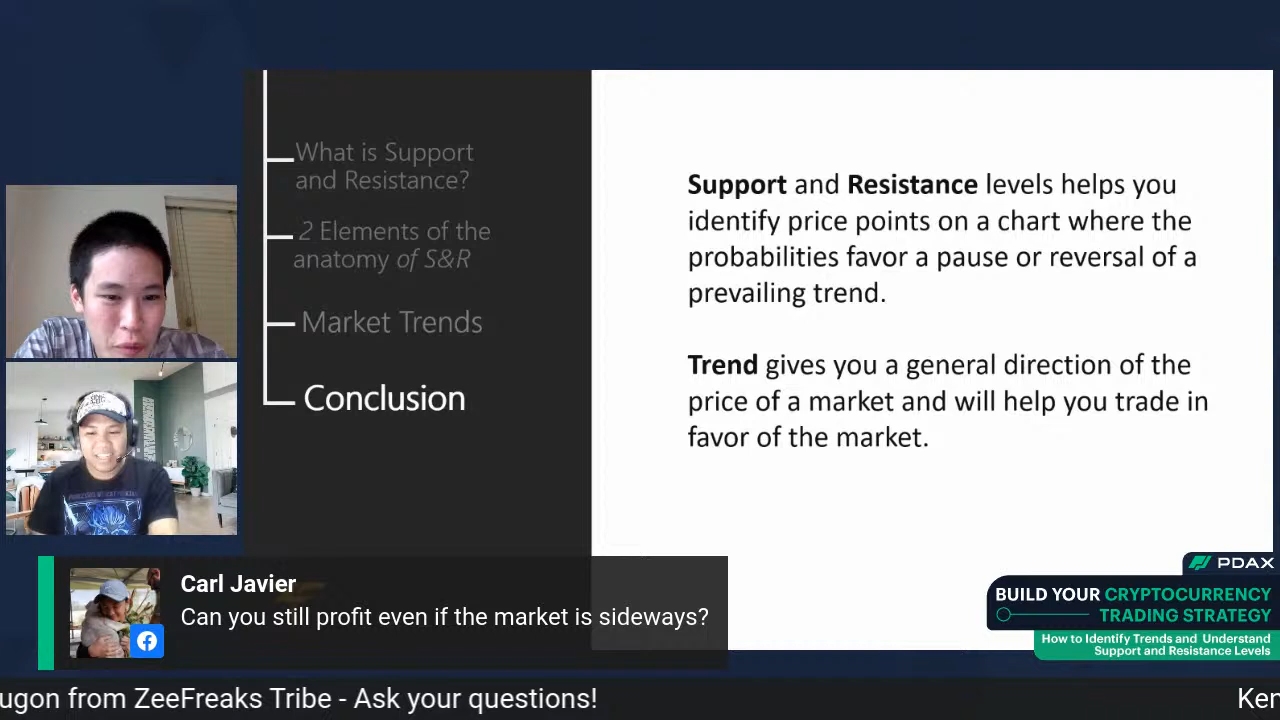 What is Support
and Resistance?
2 Elements of the
anatomy of S&R
Market Trends
Conclusion
Support and Resistance levels helps you
identify price points on a chart where the
probabilities favor a pause or reversal of a
prevailing trend.
Trend gives you a general direction of the
price of a market and will help you trade in
favor of the market.
Carl Javier
Can you still profit even if the market is sideways?
PDAX
BUILD YOUR CRYPTOCURRENCY
TRADING STRATEGY
How to Identify Trends and Understand
Support and Resistance Levels
ugon from ZeeFreaks Tribe - Ask your questions!
Ken